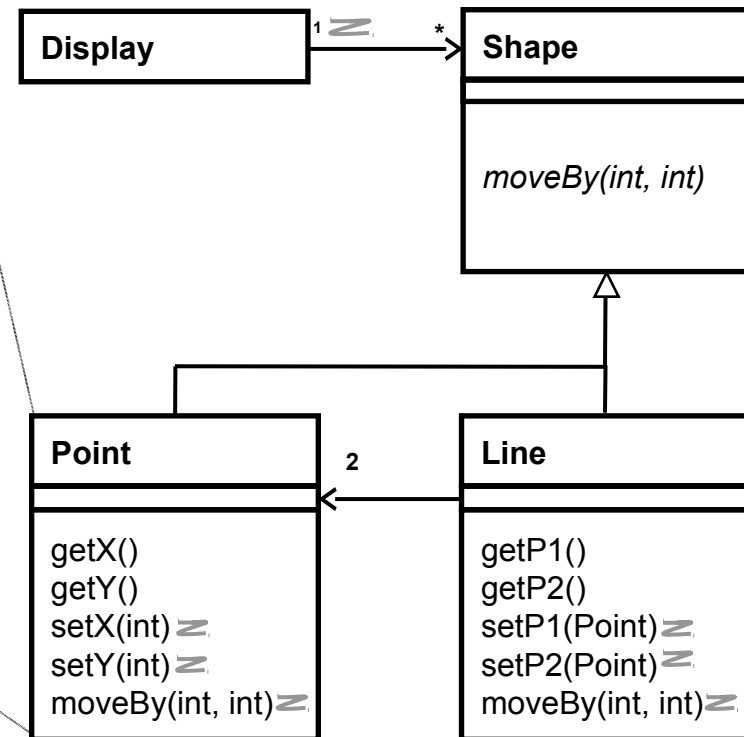 Display
1
*
Shape
moveBy(int, int)
Point
2
Line
getX()
getY()
setX(int)
setY(int)
moveBy(int, int)
getP1()
getP2()
setP1(Point)
setP2(Point)
moveBy(int, int)